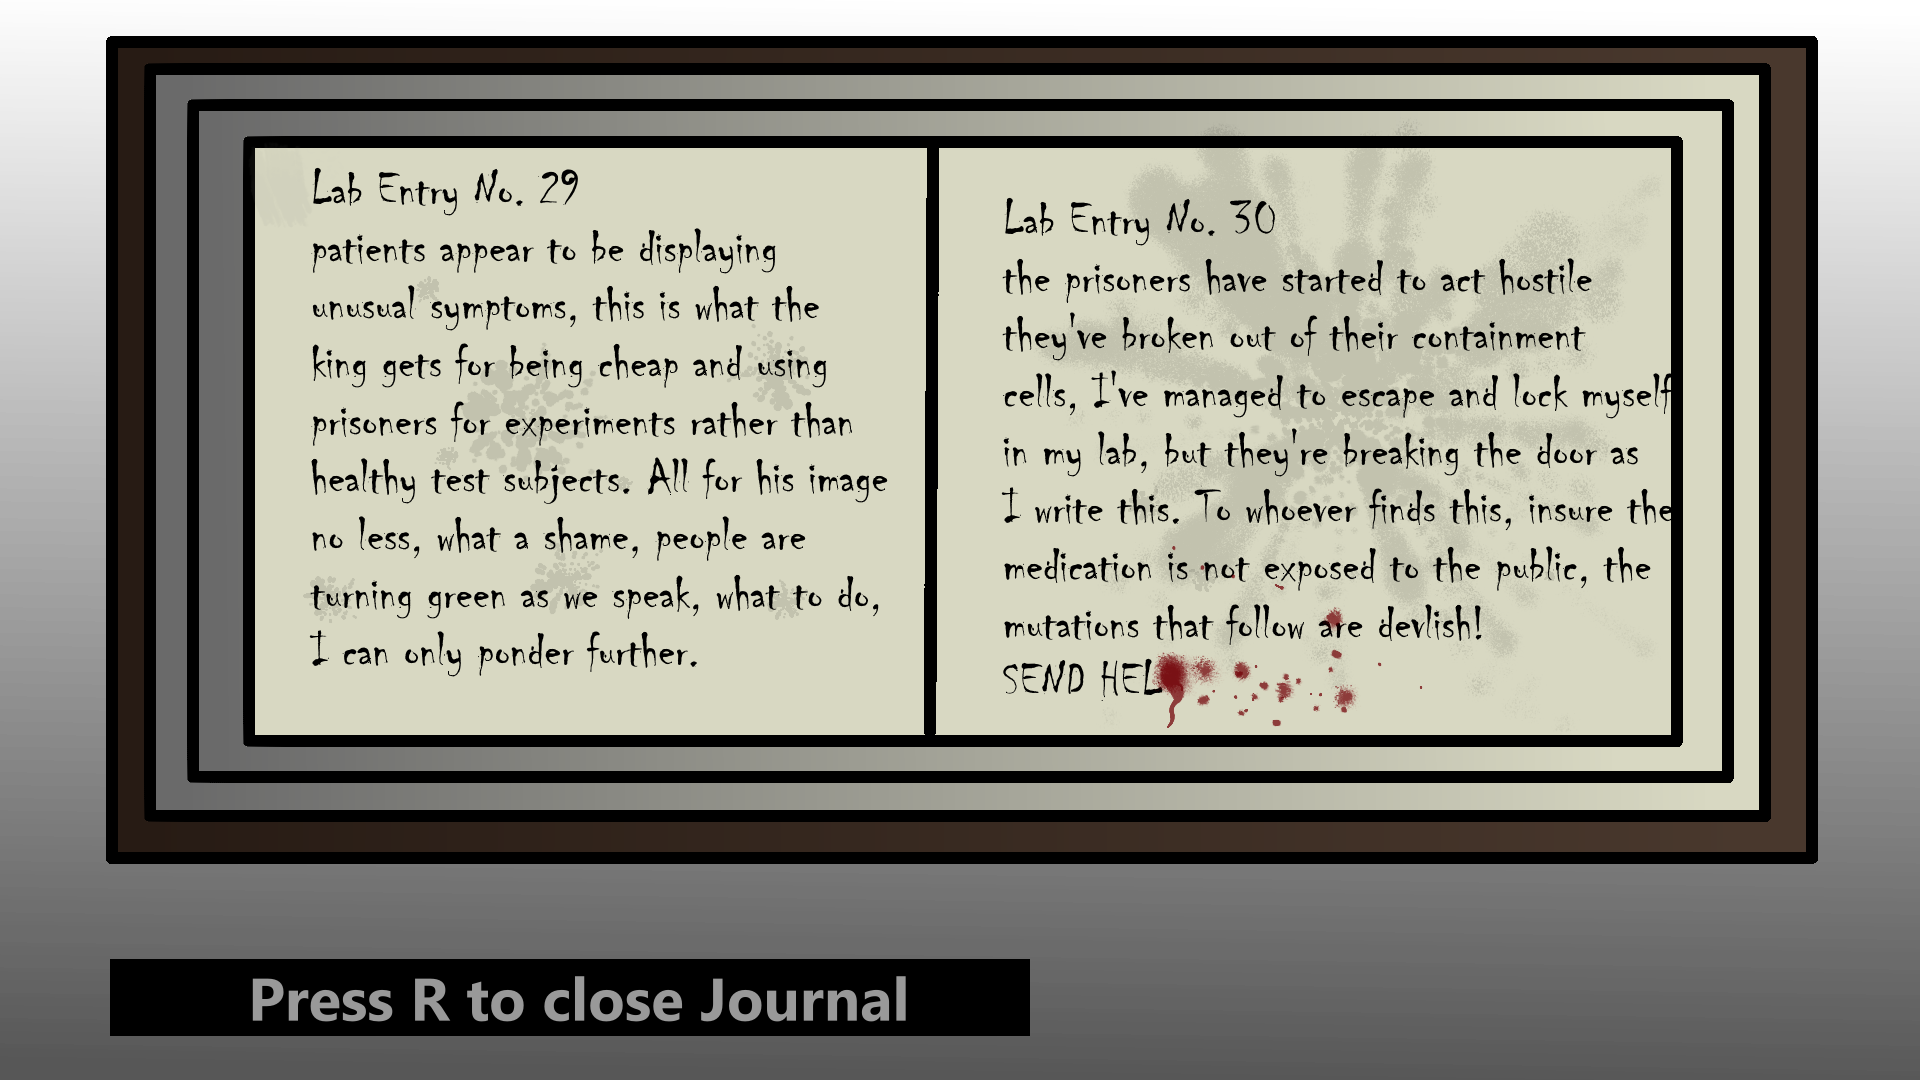 Lab Entry No. 29
patients appear to be displaying
unusual symptoms, this is what the
king gets for being cheap and using
prisoners for experiments rather than
healthy test subjects. All for his image
no less, what a shame, people are
turning green as we speak, what to do,
I can only ponder further.
Lab Entry No. 30
the prisoners have started to act hostile
they've broken out of their containment
cells, I've managed to escape and lock myself
in my lab, but they're breaking the door as
I write this. To whoever finds this, insure the
medication is not exposed to the public, the
mutations that follow are devlish!
SEND HEL
Press R to close Journal